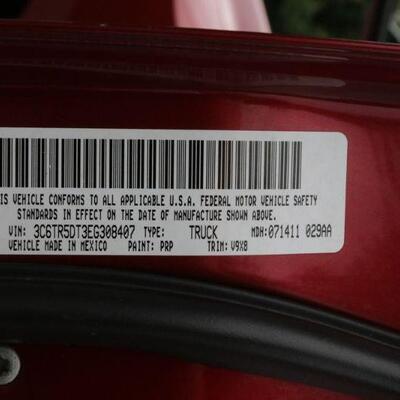 IS VEHICLE CONFORMS TO ALL APPLICABLE U.S.A. FEDERAL MOTOR VEHICLE SAFETY
STANDARDS IN EFFECT ON THE DATE OF MANUFACTURE SHOWN ABOVE.
VIN: 3C6TR5DT3EG308407 TYPE: TRUCK MDH: 071411 029AA
VEHICLE MADE IN MEXICO PAINT: PRP TRIM: V9X8